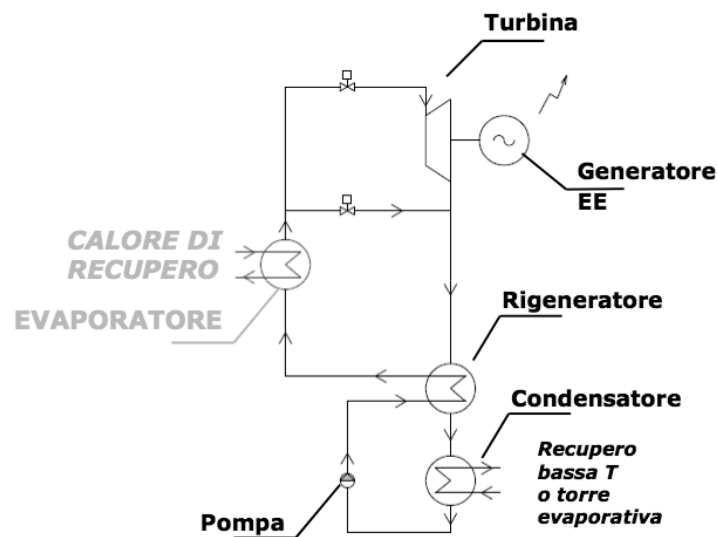 Turbina
Generatore
EE
CALORE DI
RECUPERO
EVAPORATORE
Rigeneratore
Condensatore
Recupero
bassa T
o torre
evaporativa
Pompa